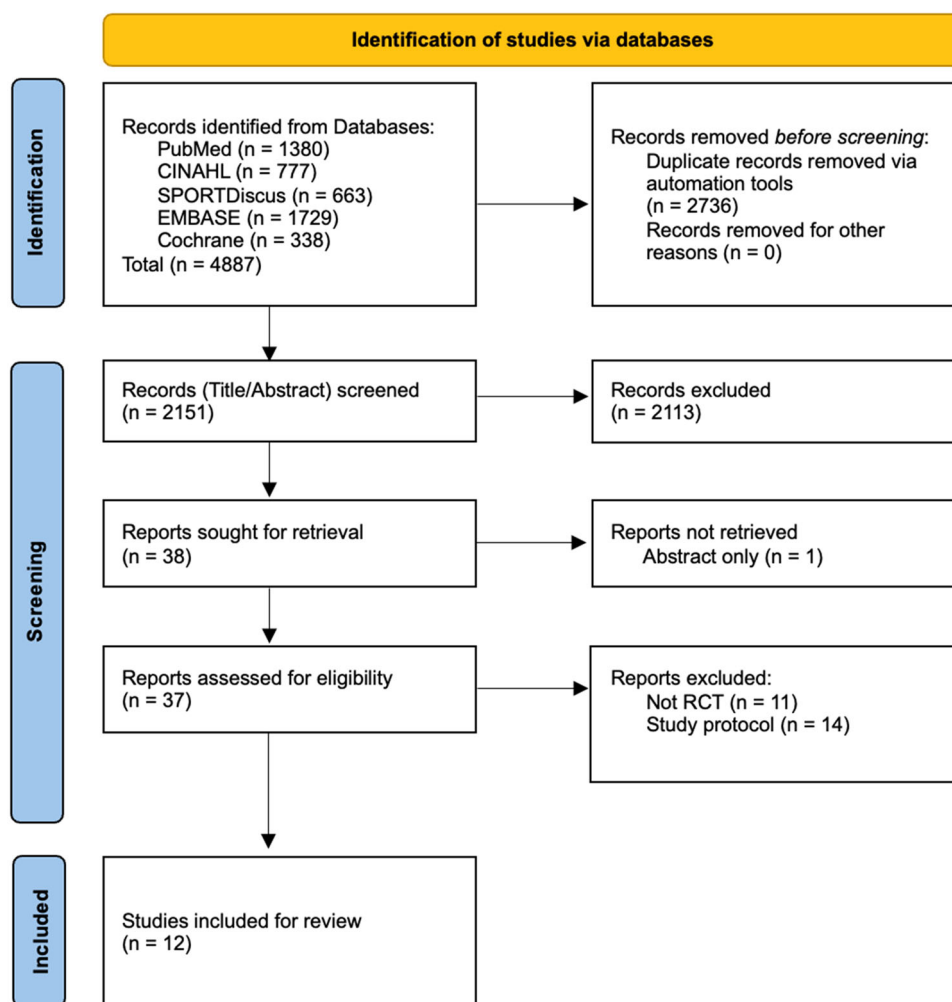 Identification of studies via databases
Identification
Records identified from Databases:
PubMed (n = 1380)
CINAHL (n = 777)
SPORTDiscus (n = 663)
EMBASE (n = 1729)
Cochrane (n = 338)
Total (n = 4887)
Records removed before screening:
Duplicate records removed via
automation tools
(n = 2736)
Records removed for other
reasons (n = 0)
Screening
Records (Title/Abstract) screened
(n = 2151)
Records excluded
(n = 2113)
Reports sought for retrieval
(n = 38)
Reports not retrieved
Abstract only (n = 1)
Reports assessed for eligibility
(n = 37)
Reports excluded:
Not RCT (n = 11)
Study protocol (n = 14)
Included
Studies included for review
(n = 12)